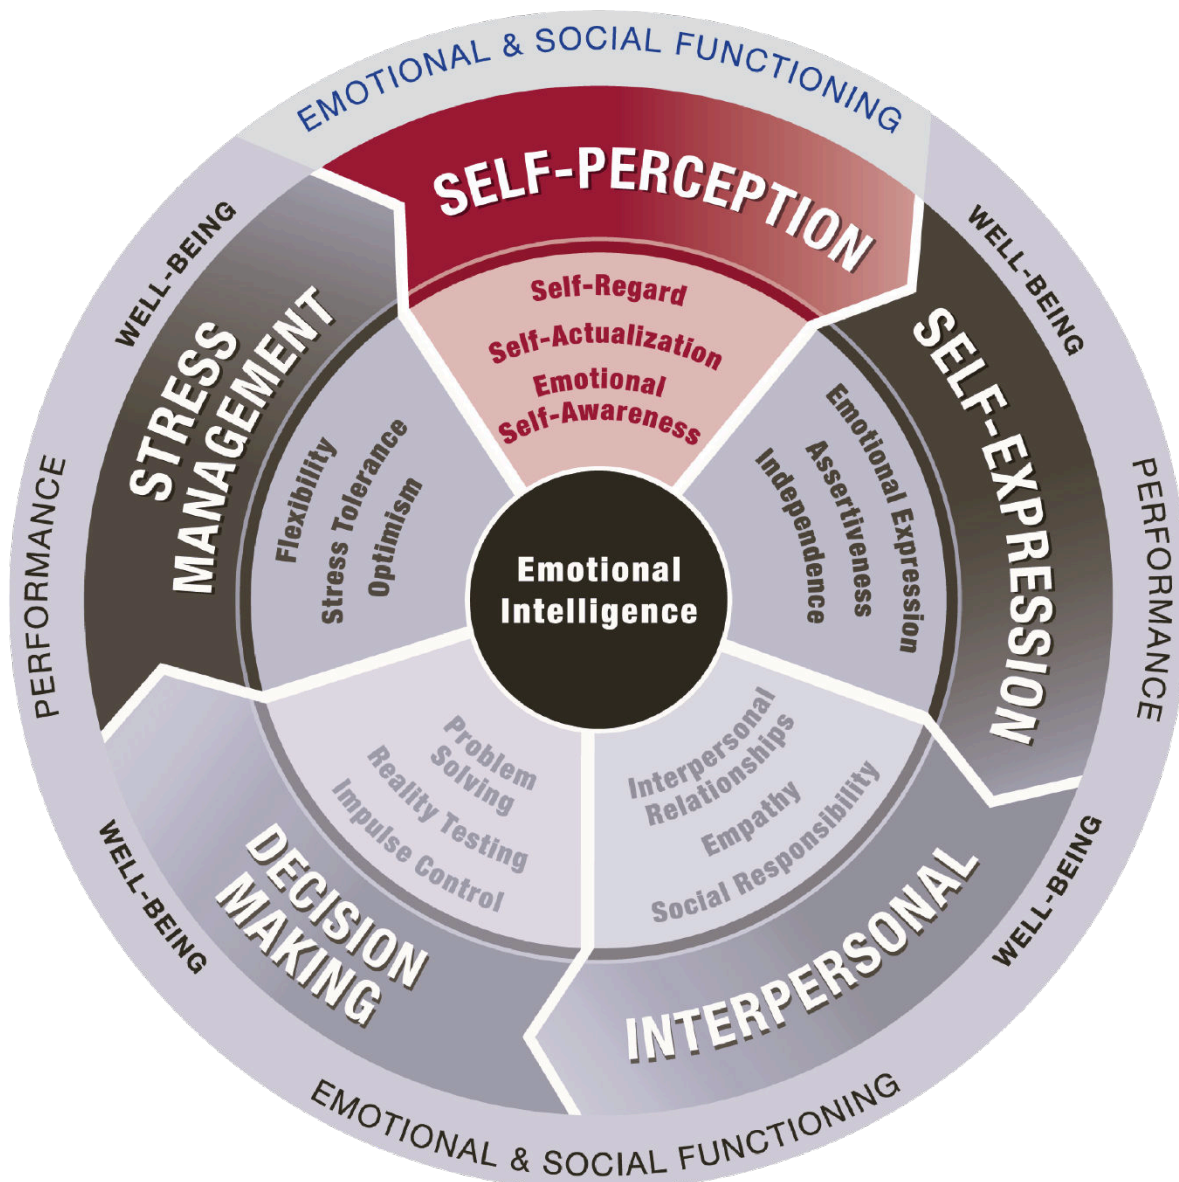 EMOTIONAL & SOCIAL FUNCTIONING
SELF-PERCEPTION
Self-Regard
Self-Actualization
Emotional
Self-Awareness
WELL-BEING
SELF-EXPRESSION
Emotional Expression
Assertiveness
Independence
PERFORMANCE
WELL-BEING
INTERPERSONAL
Interpersonal
Relationships
Empathy
Social Responsibility
EMOTIONAL & SOCIAL FUNCTIONING
DECISION
MAKING
Problem
Solving
Reality Testing
Impulse Control
WELL-BEING
PERFORMANCE
STRESS
MANAGEMENT
Flexibility
Stress Tolerance
Optimism
WELL-BEING
Emotional
Intelligence